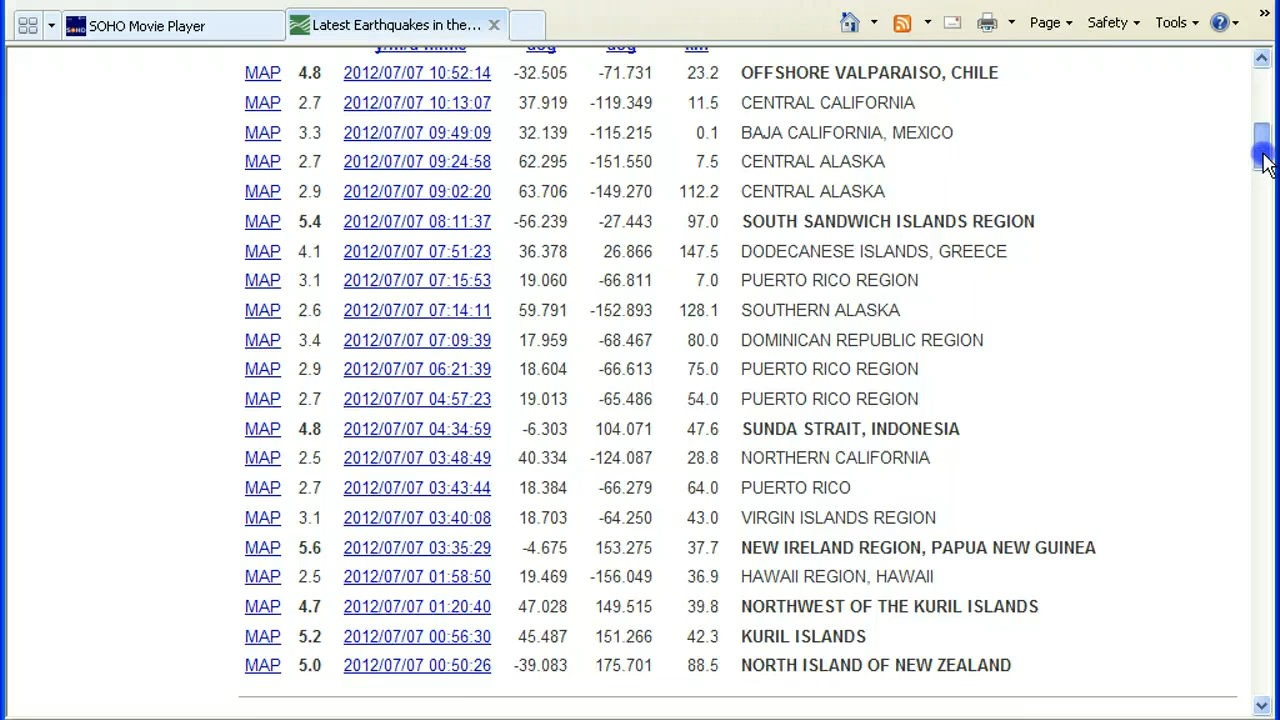 SOHO Movie Player
Latest Earthquakes in the...
Page
Safety
Tools
MAP 4.8 2012/07/07 10:52:14 -32.505 -71.731 23.2 OFFSHORE VALPARAISO, CHILE
MAP 2.7 2012/07/07 10:13:07 37.919 -119.349 11.5 CENTRAL CALIFORNIA
MAP 3.3 2012/07/07 09:49:09 32.139 -115.215 0.1 BAJA CALIFORNIA, MEXICO
MAP 2.7 2012/07/07 09:24:58 62.295 -151.550 7.5 CENTRAL ALASKA
MAP 2.9 2012/07/07 09:02:20 63.706 -149.270 112.2 CENTRAL ALASKA
MAP 5.4 2012/07/07 08:11:37 -56.239 -27.443 97.0 SOUTH SANDWICH ISLANDS REGION
MAP 4.1 2012/07/07 07:51:23 36.378 26.866 147.5 DODECANESE ISLANDS, GREECE
MAP 3.1 2012/07/07 07:15:53 19.060 -66.811 7.0 PUERTO RICO REGION
MAP 2.6 2012/07/07 07:14:11 59.791 -152.893 128.1 SOUTHERN ALASKA
MAP 3.4 2012/07/07 07:09:39 17.959 -68.467 80.0 DOMINICAN REPUBLIC REGION
MAP 2.9 2012/07/07 06:21:39 18.604 -66.613 75.0 PUERTO RICO REGION
MAP 2.7 2012/07/07 04:57:23 19.013 -65.486 54.0 PUERTO RICO REGION
MAP 4.8 2012/07/07 04:34:59 -6.303 104.071 47.6 SUNDA STRAIT, INDONESIA
MAP 2.5 2012/07/07 03:48:49 40.334 -124.087 28.8 NORTHERN CALIFORNIA
MAP 2.7 2012/07/07 03:43:44 18.384 -66.279 64.0 PUERTO RICO
MAP 3.1 2012/07/07 03:40:08 18.703 -64.250 43.0 VIRGIN ISLANDS REGION
MAP 5.6 2012/07/07 03:35:29 -4.675 153.275 37.7 NEW IRELAND REGION, PAPUA NEW GUINEA
MAP 2.5 2012/07/07 01:58:50 19.469 -156.049 36.9 HAWAII REGION, HAWAII
MAP 4.7 2012/07/07 01:20:40 47.028 149.515 39.8 NORTHWEST OF THE KURIL ISLANDS
MAP 5.2 2012/07/07 00:56:30 45.487 151.266 42.3 KURIL ISLANDS
MAP 5.0 2012/07/07 00:50:26 -39.083 175.701 88.5 NORTH ISLAND OF NEW ZEALAND